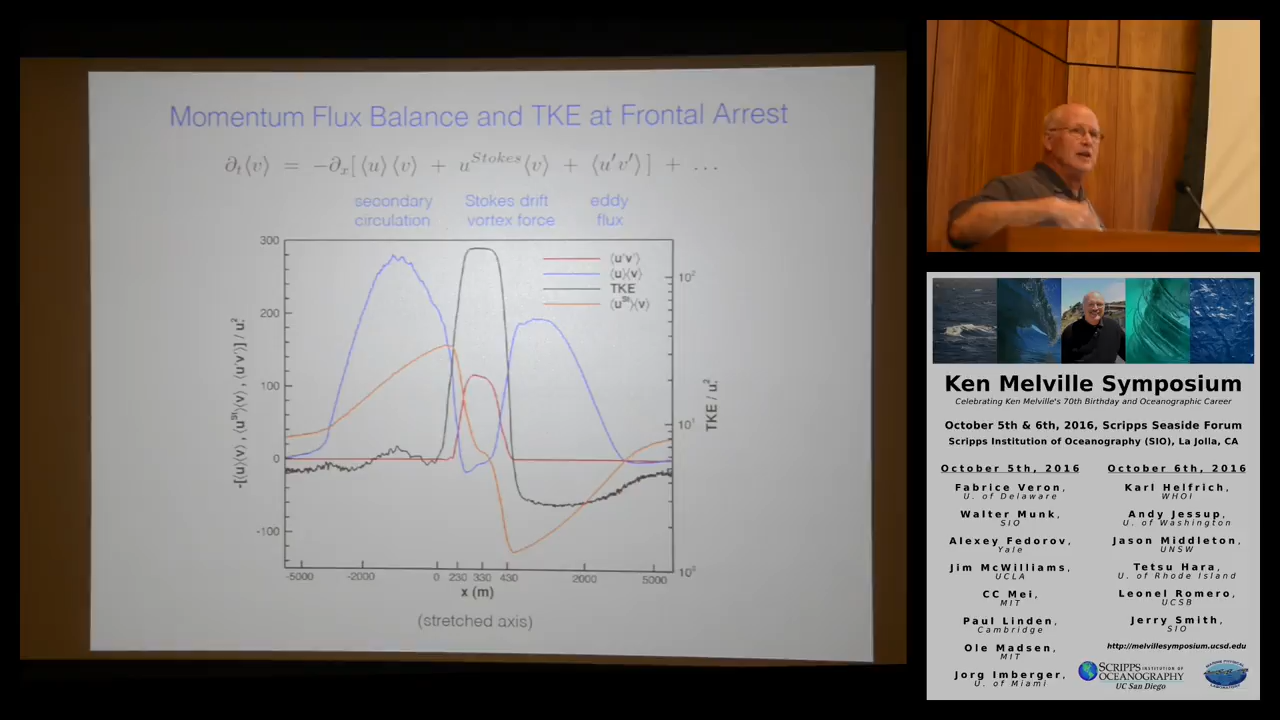 Momentum Flux Balance and TKE at Frontal Arrest
∂t⟨v⟩ = −∂x[⟨u⟩⟨v⟩ + u^Stokes⟨v⟩ + ⟨u′v′⟩] + …
secondary circulation
Stokes drift vortex force
eddy flux
300
200
100
0
-100
-[⟨u⟩⟨v⟩ , ⟨u^St⟩⟨v⟩ , ⟨u'v'⟩] / u*²
⟨u'v'⟩
⟨u⟩⟨v⟩
TKE
⟨u^St⟩⟨v⟩
10²
10¹
10⁰
TKE / u*²
-5000 -2000 0 230 330 430 2000 5000
x (m)
(stretched axis)
Ken Melville Symposium
Celebrating Ken Melville's 70th Birthday and Oceanographic Career
October 5th & 6th, 2016, Scripps Seaside Forum
Scripps Institution of Oceanography (SIO), La Jolla, CA
October 5th, 2016
Fabrice Veron,
U. of Delaware
Walter Munk,
SIO
Alexey Fedorov,
Yale
Jim McWilliams,
UCLA
CC Mei,
MIT
Paul Linden,
Cambridge
Ole Madsen,
MIT
Jorg Imberger,
U. of Miami
October 6th, 2016
Karl Helfrich,
WHOI
Andy Jessup,
U. of Washington
Jason Middleton,
UNSW
Tetsu Hara,
U. of Rhode Island
Leonel Romero,
UCSB
Jerry Smith,
SIO
http://melvillesymposium.ucsd.edu
SCRIPPS INSTITUTION OF
OCEANOGRAPHY
UC San Diego